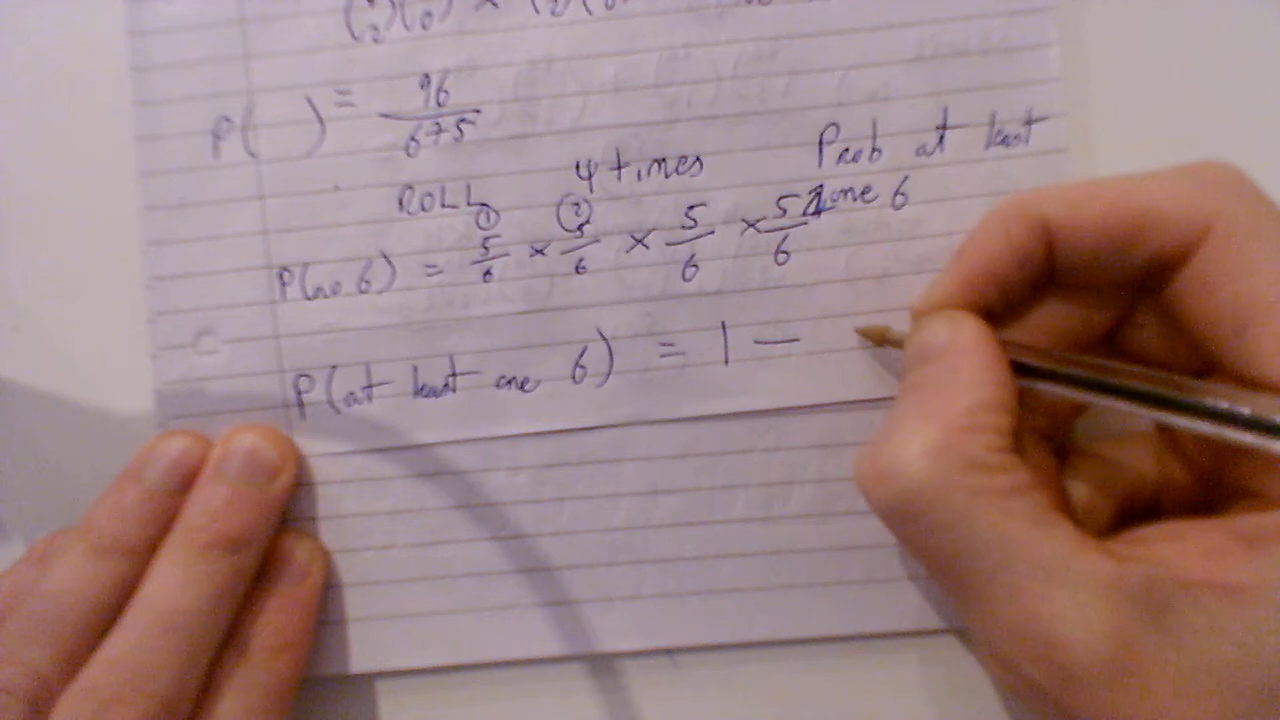 P( ) = 96/675
ROLL 4 times Prob at least
① ② one 6
P(no 6) = 5/6 × 5/6 × 5/6 × 5/6
P(at least one 6) = 1 —